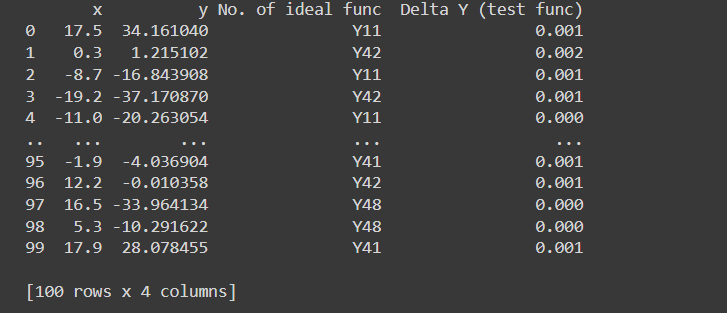 x y No. of ideal func Delta Y (test func)
0 17.5 34.161040 Y11 0.001
1 0.3 1.215102 Y42 0.002
2 -8.7 -16.843908 Y11 0.001
3 -19.2 -37.170870 Y42 0.001
4 -11.0 -20.263054 Y11 0.000
.. ... ... ... ...
95 -1.9 -4.036904 Y41 0.001
96 12.2 -0.010358 Y42 0.001
97 16.5 -33.964134 Y48 0.000
98 5.3 -10.291622 Y48 0.000
99 17.9 28.078455 Y41 0.001
[100 rows x 4 columns]